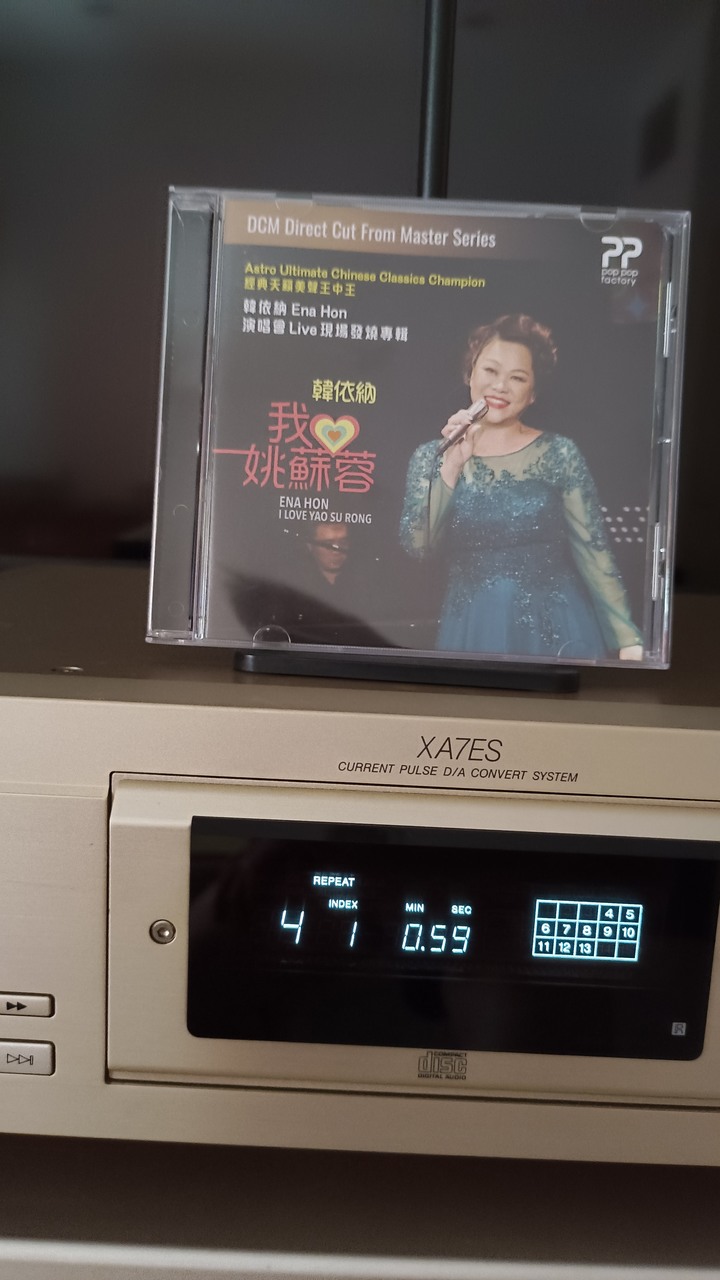 DCM Direct Cut From Master Series
PP
pop pop
factory
Astro Ultimate Chinese Classics Champion
經典天籟美聲王中王
韓依納 Ena Hon
演唱會 Live 現場發燒專輯
韓依納
我
姚蘇蓉
ENA HON
I LOVE YAO SU RONG
XA7ES
CURRENT PULSE D/A CONVERT SYSTEM
REPEAT
INDEX MIN SEC
4 1 0.59
4 5
6 7 8 9 10
11 12 13
R
COMPACT
disc
DIGITAL AUDIO